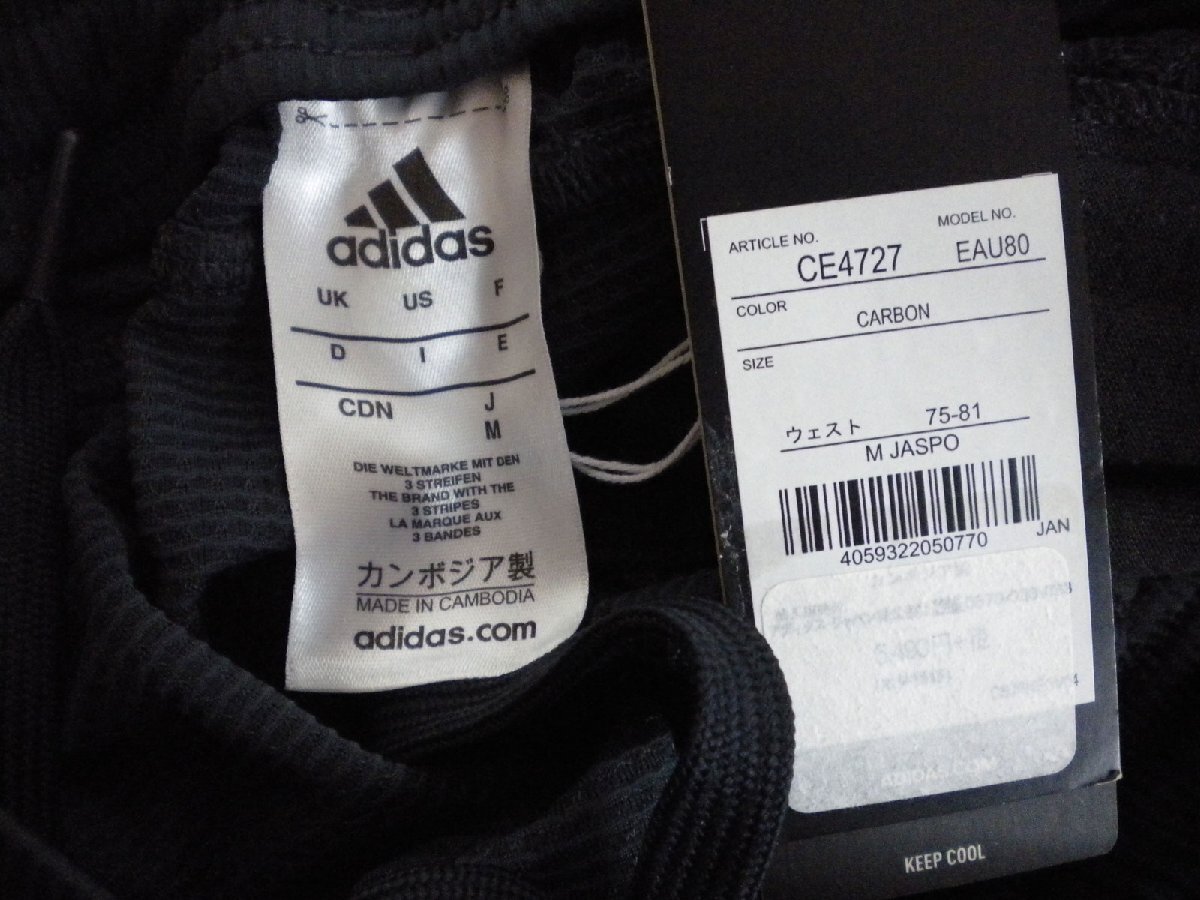 adidas
UK US F
D I E
CDN J
M
DIE WELTMARKE MIT DEN
3 STREIFEN
THE BRAND WITH THE
3 STRIPES
LA MARQUE AUX
3 BANDES
カンボジア製
MADE IN CAMBODIA
adidas.com
ARTICLE NO. MODEL NO.
CE4727 EAU80
COLOR
CARBON
SIZE
ウェスト 75-81
M JASPO
4059322050770 JAN
ADIDAS.COM
KEEP COOL